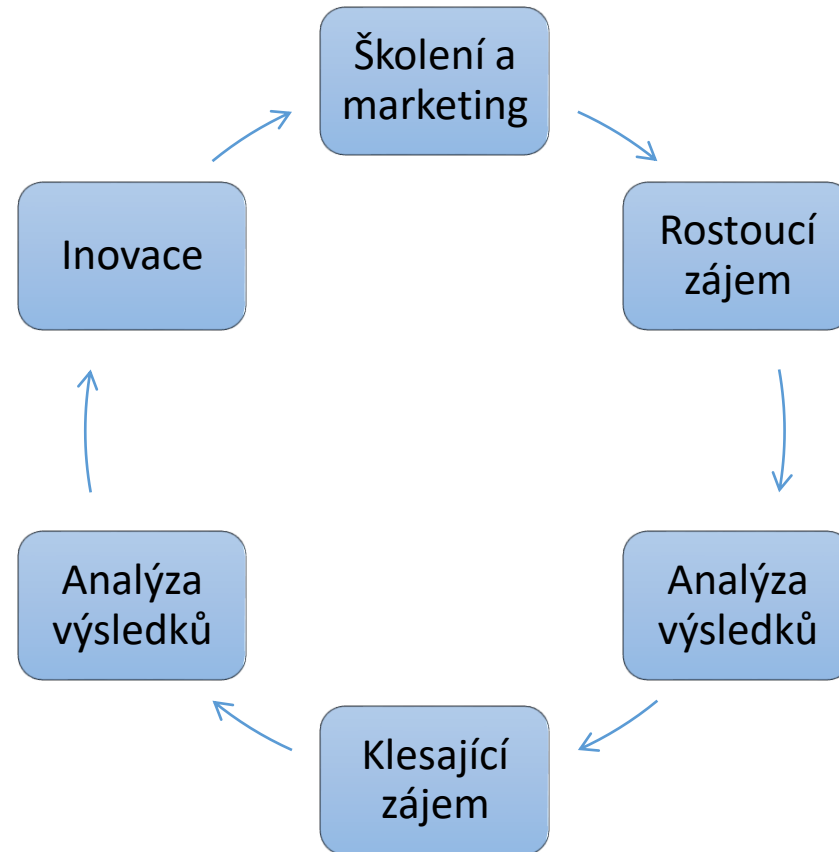 Školení a
marketing
Rostoucí
zájem
Analýza
výsledků
Klesající
zájem
Analýza
výsledků
Inovace